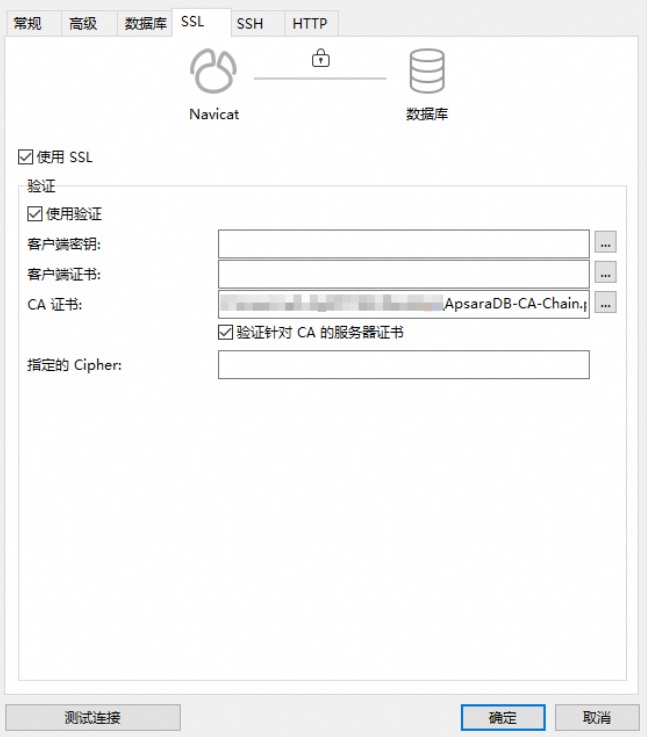 常规 高级 数据库 SSL SSH HTTP
Navicat 数据库
使用 SSL
验证
使用验证
客户端密钥: ...
客户端证书: ...
CA 证书: _ApsaraDB-CA-Chain.p ...
验证针对 CA 的服务器证书
指定的 Cipher:
测试连接 确定 取消